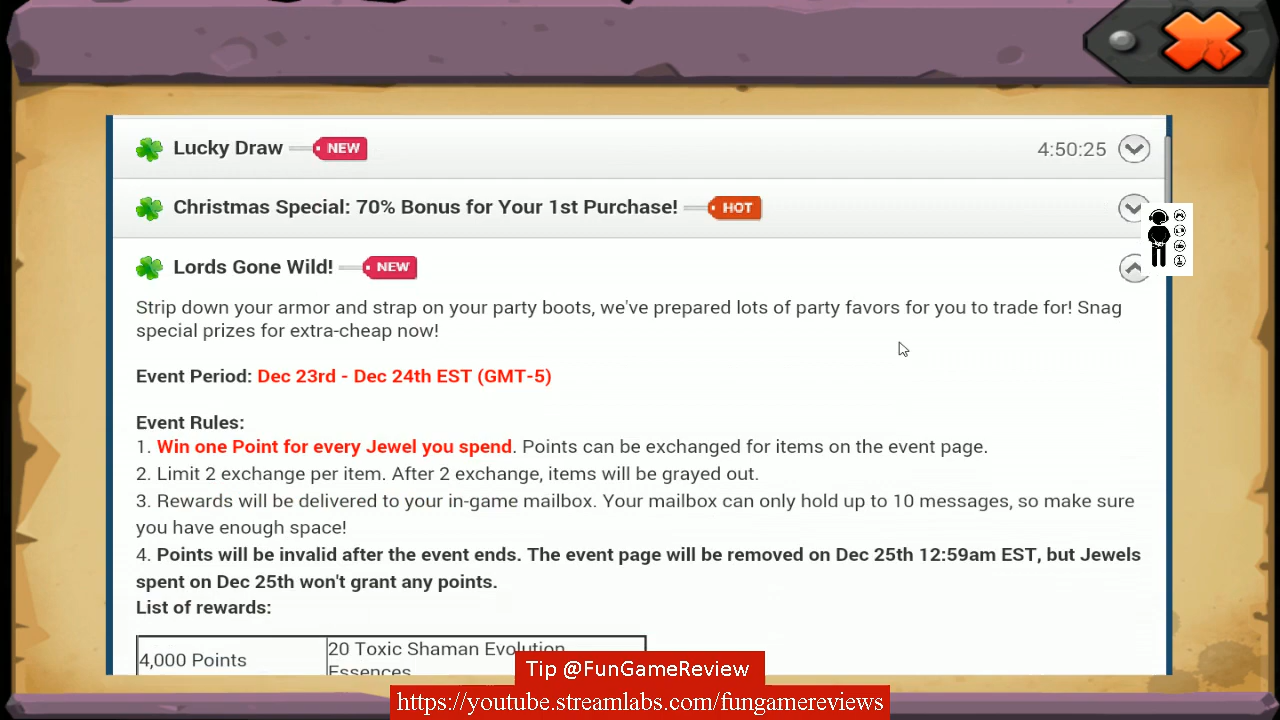 Lucky Draw NEW 4:50:25
Christmas Special: 70% Bonus for Your 1st Purchase! HOT
Lords Gone Wild! NEW
Strip down your armor and strap on your party boots, we've prepared lots of party favors for you to trade for! Snag
special prizes for extra-cheap now!
Event Period: Dec 23rd - Dec 24th EST (GMT-5)
Event Rules:
1. Win one Point for every Jewel you spend. Points can be exchanged for items on the event page.
2. Limit 2 exchange per item. After 2 exchange, items will be grayed out.
3. Rewards will be delivered to your in-game mailbox. Your mailbox can only hold up to 10 messages, so make sure
you have enough space!
4. Points will be invalid after the event ends. The event page will be removed on Dec 25th 12:59am EST, but Jewels
spent on Dec 25th won't grant any points.
List of rewards:
20 Toxic Shaman Evolution
4,000 Points
Essences
Tip @FunGameReview
https://youtube.streamlabs.com/fungamereviews